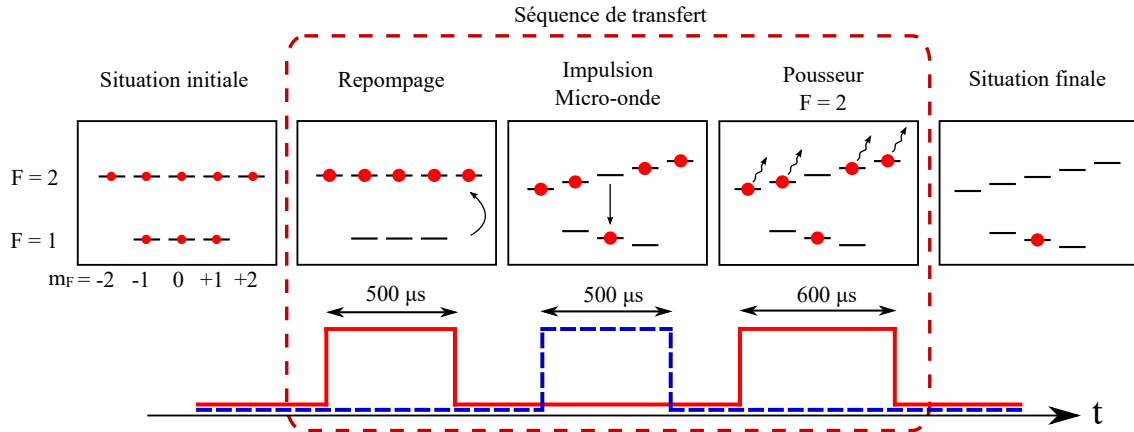 Séquence de transfert
Situation initiale
Repompage
Impulsion
Micro-onde
Pousseur
F = 2
Situation finale
F = 2
F = 1
m_F = -2 -1 0 +1 +2
500 µs
500 µs
600 µs
t